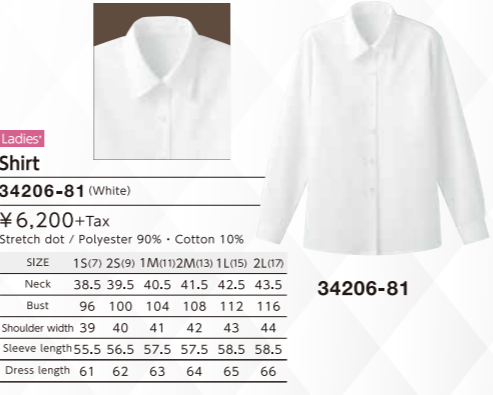 Ladies'
Shirt
34206-81 (White)
¥6,200+Tax
Stretch dot / Polyester 90%・Cotton 10%
SIZE 1S(7) 2S(9) 1M(11) 2M(13) 1L(15) 2L(17)
Neck 38.5 39.5 40.5 41.5 42.5 43.5
Bust 96 100 104 108 112 116
Shoulder width 39 40 41 42 43 44
Sleeve length 55.5 56.5 57.5 57.5 58.5 58.5
Dress length 61 62 63 64 65 66
34206-81